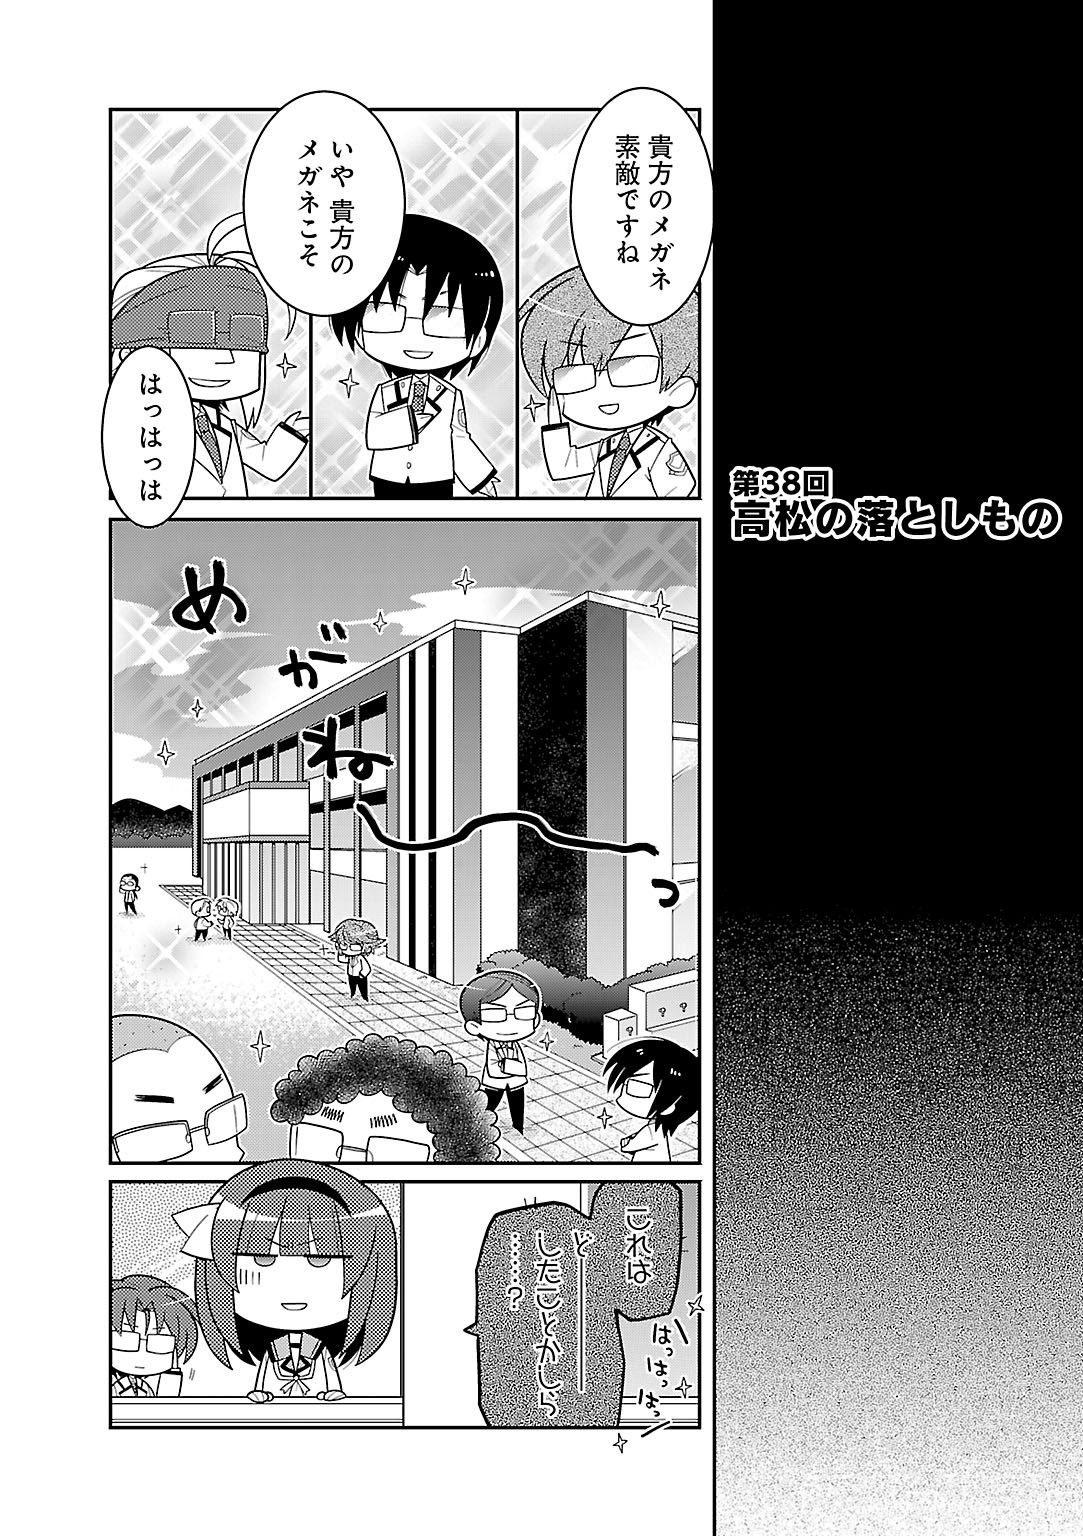 第38回
高松の落としもの
貴方のメガネ
素敵ですね
いや 貴方の
メガネこそ
はっはっは
めがね〜っ
?
?
これは
ど———
したことかしら
……?
はっはっはっ